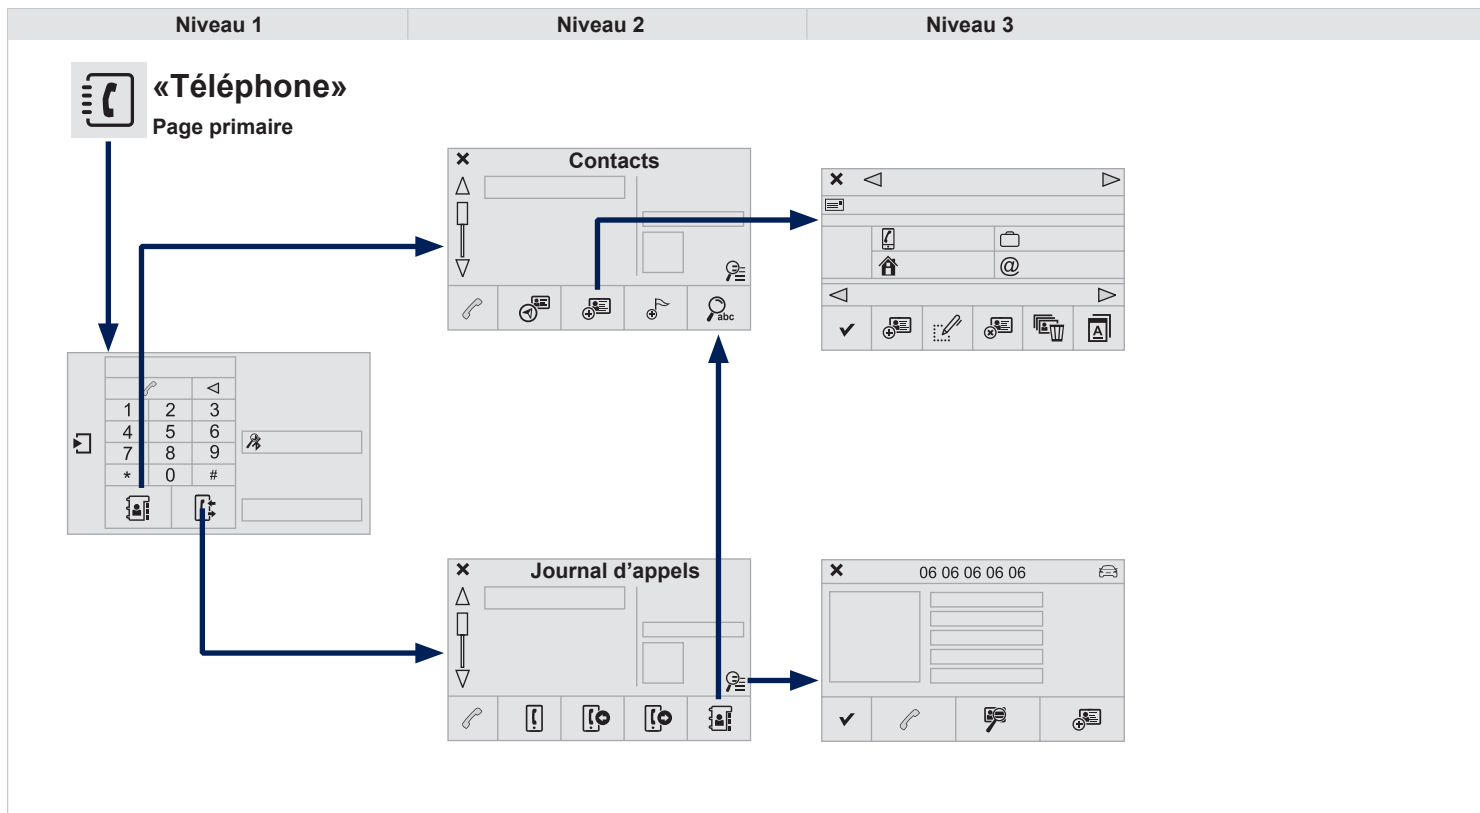 Niveau 1 Niveau 2 Niveau 3
«Téléphone»
Page primaire
Contacts
@
abc
A
1 2 3
4 5 6
7 8 9
* 0 #
Journal d’appels
06 06 06 06 06